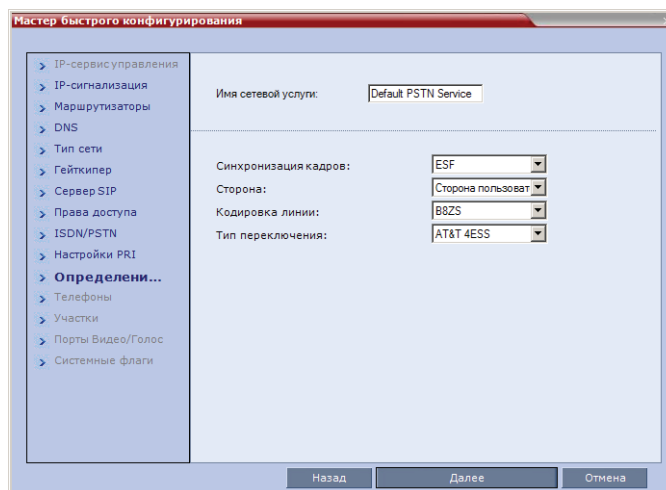 Мастер быстрого конфигурирования
IP-сервис управления
IP-сигнализация
Маршрутизаторы
DNS
Тип сети
Гейткипер
Сервер SIP
Права доступа
ISDN/PSTN
Настройки PRI
Определени...
Телефоны
Участки
Порты Видео/Голос
Системные флаги
Имя сетевой услуги: Default PSTN Service
Синхронизация кадров: ESF
Сторона: Сторона пользоват
Кодировка линии: B8ZS
Тип переключения: AT&T 4ESS
Назад Далее Отмена